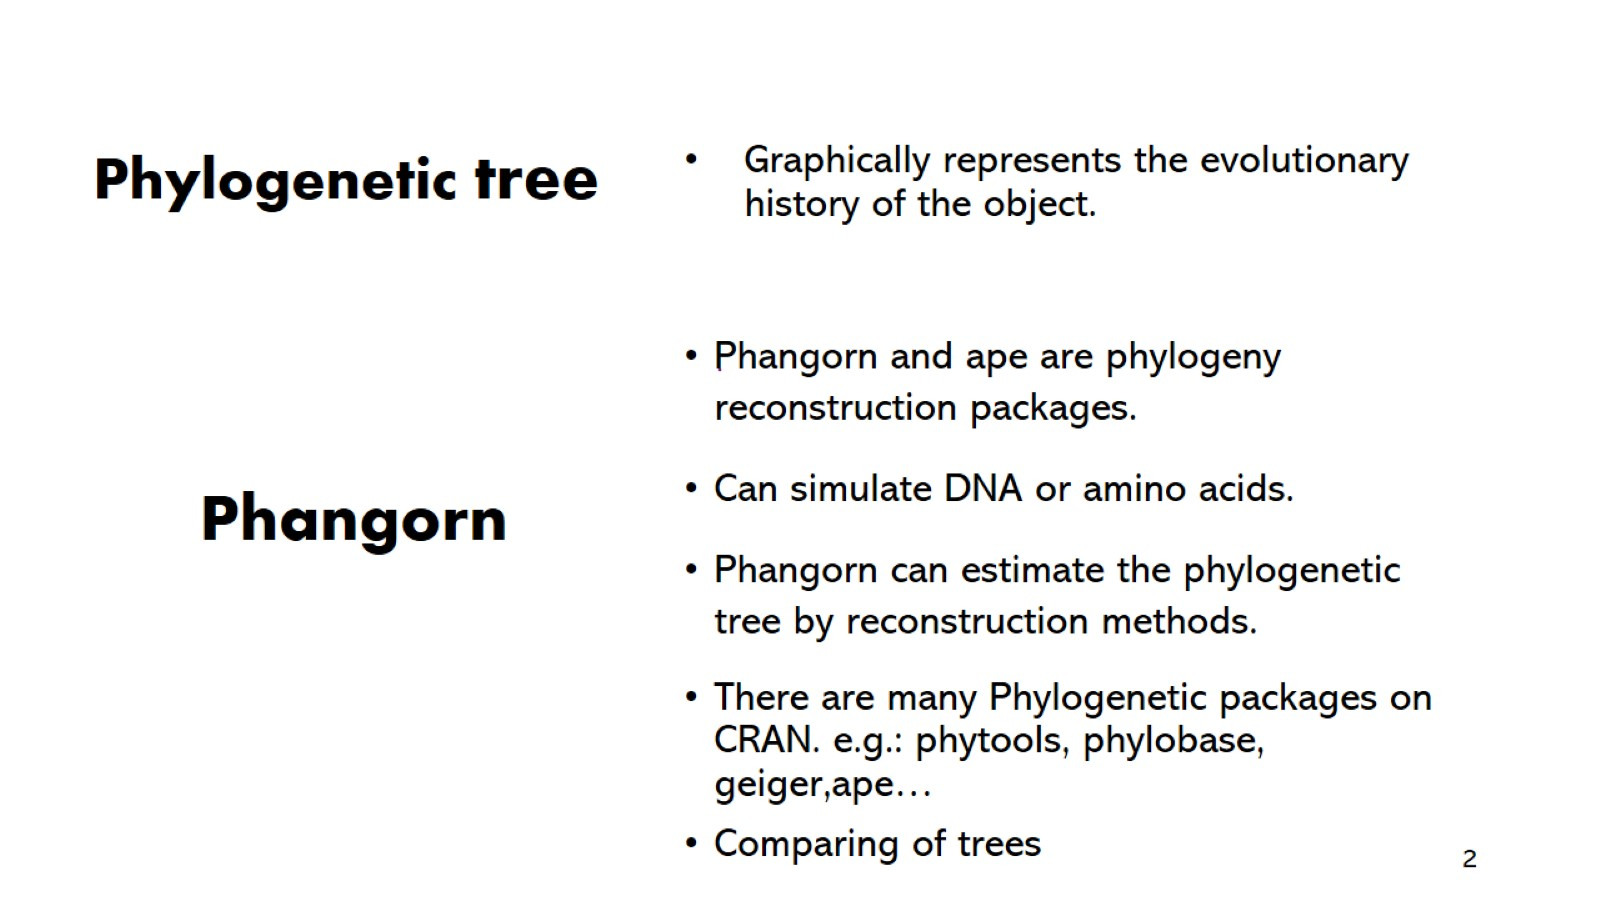 Phylogenetic tree
• Graphically represents the evolutionary
history of the object.
Phangorn
• Phangorn and ape are phylogeny
reconstruction packages.
• Can simulate DNA or amino acids.
• Phangorn can estimate the phylogenetic
tree by reconstruction methods.
• There are many Phylogenetic packages on
CRAN. e.g.: phytools, phylobase,
geiger,ape…
• Comparing of trees
2